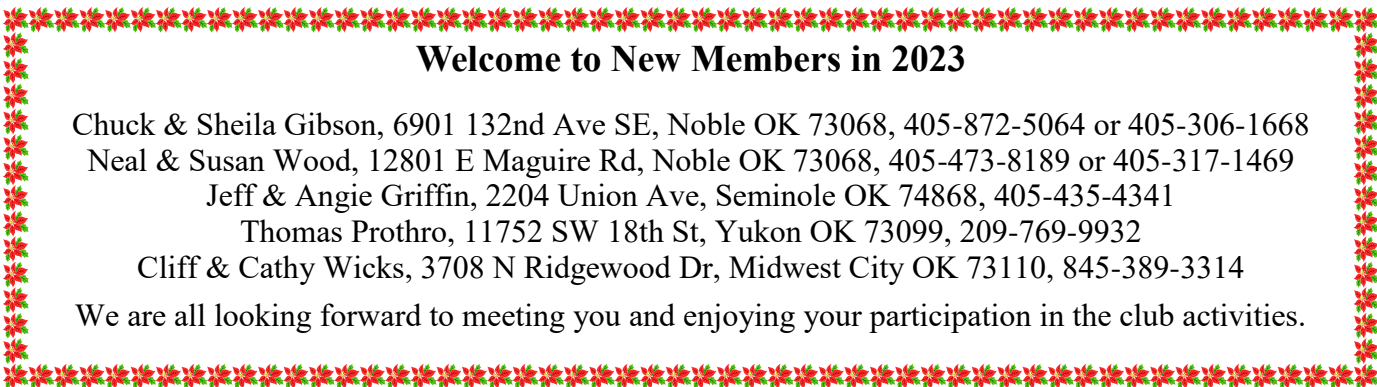 Welcome to New Members in 2023
Chuck & Sheila Gibson, 6901 132nd Ave SE, Noble OK 73068, 405-872-5064 or 405-306-1668
Neal & Susan Wood, 12801 E Maguire Rd, Noble OK 73068, 405-473-8189 or 405-317-1469
Jeff & Angie Griffin, 2204 Union Ave, Seminole OK 74868, 405-435-4341
Thomas Prothro, 11752 SW 18th St, Yukon OK 73099, 209-769-9932
Cliff & Cathy Wicks, 3708 N Ridgewood Dr, Midwest City OK 73110, 845-389-3314
We are all looking forward to meeting you and enjoying your participation in the club activities.